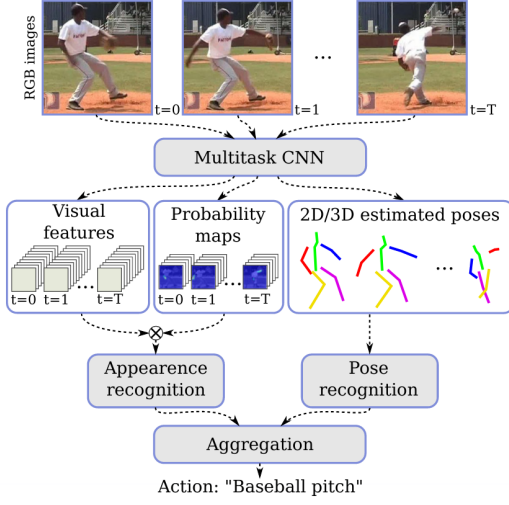 RGB images
t=0
t=1
...
t=T
Multitask CNN
Visual
features
t=0 t=1 ... t=T
Probability
maps
t=0 t=1 ... t=T
2D/3D estimated poses
...
Appearence
recognition
Pose
recognition
Aggregation
Action: "Baseball pitch"